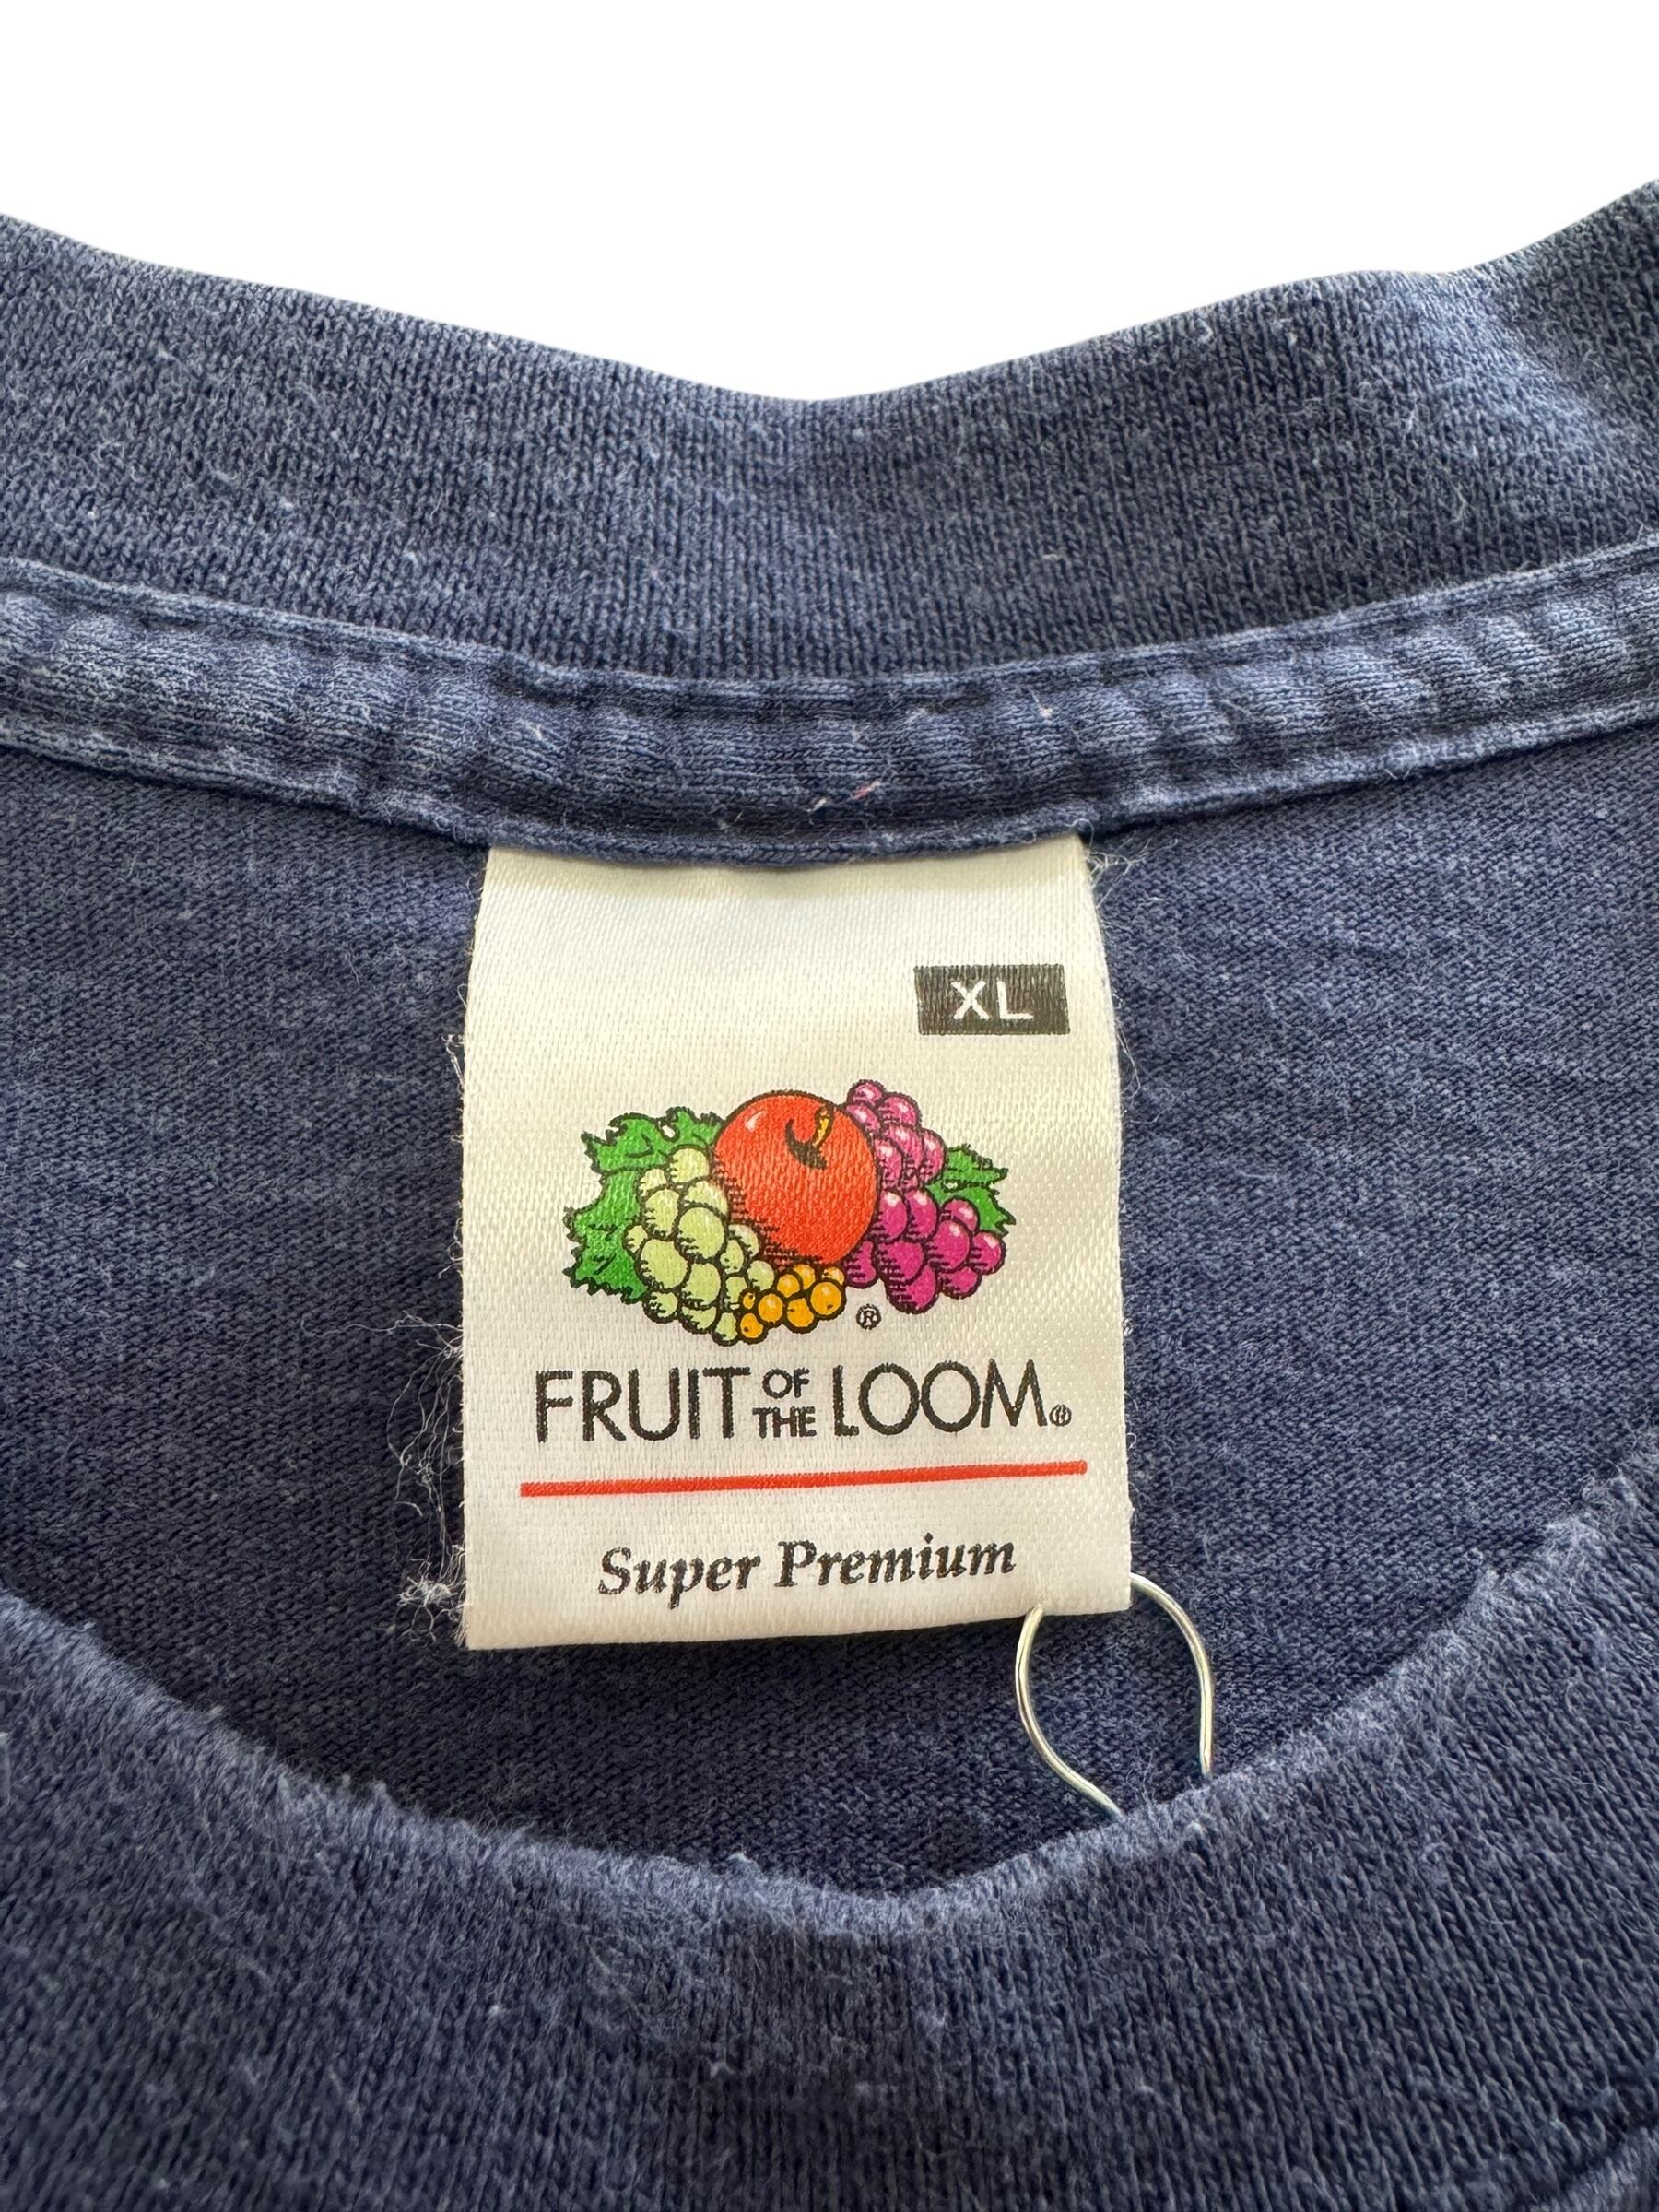 XL
®
FRUIT OF THE LOOM®
Super Premium